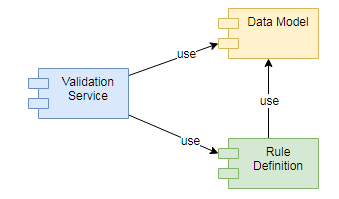 Data Model
use
Validation
Service
use
use
Rule
Definition